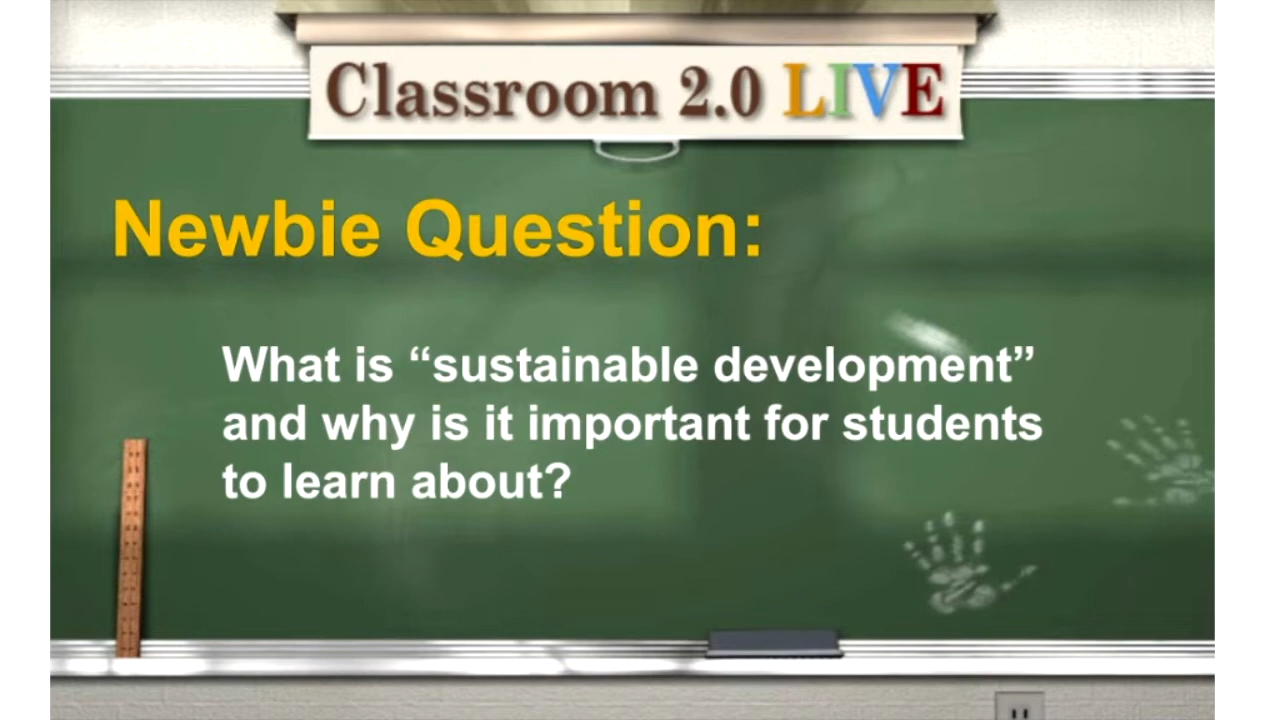 Classroom 2.0 LIVE
Newbie Question:
What is “sustainable development”
and why is it important for students
to learn about?